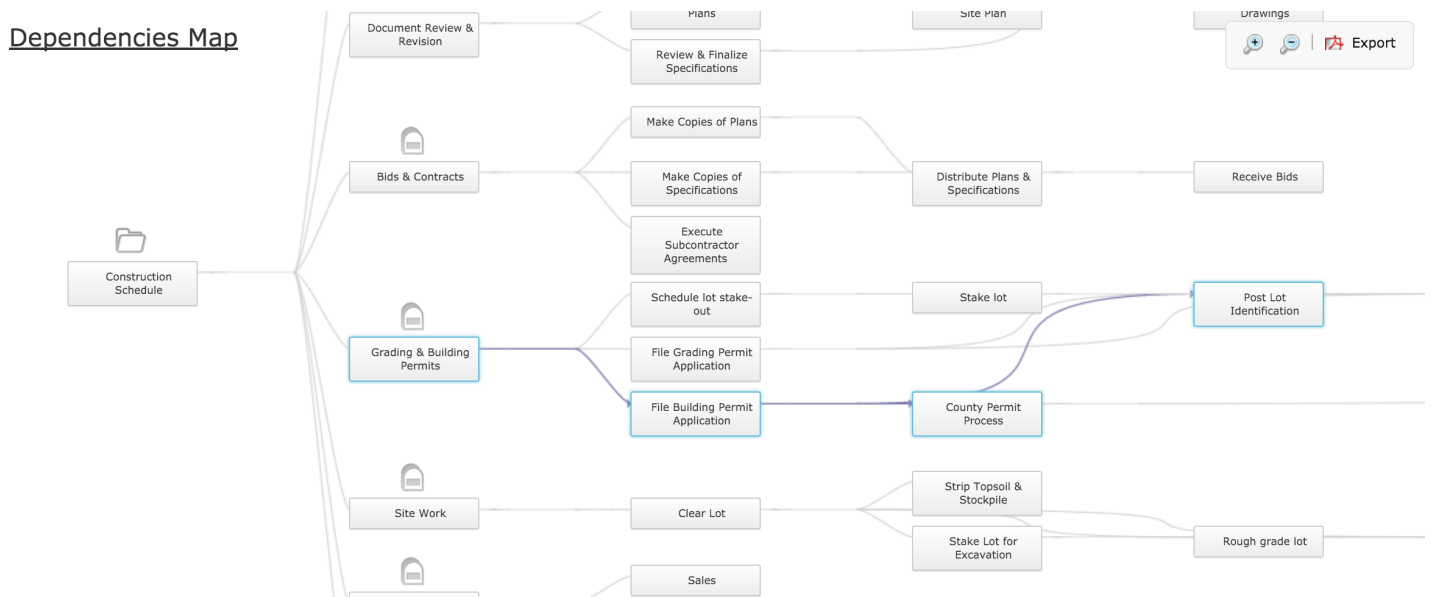 Dependencies Map
Export
Document Review &
Revision
Plans
Site Plan
Drawings
Review & Finalize
Specifications
Make Copies of Plans
Bids & Contracts
Make Copies of
Specifications
Distribute Plans &
Specifications
Receive Bids
Execute
Subcontractor
Agreements
Construction
Schedule
Schedule lot stake-
out
Stake lot
Post Lot
Identification
Grading & Building
Permits
File Grading Permit
Application
File Building Permit
Application
County Permit
Process
Site Work
Clear Lot
Strip Topsoil &
Stockpile
Stake Lot for
Excavation
Rough grade lot
Sales